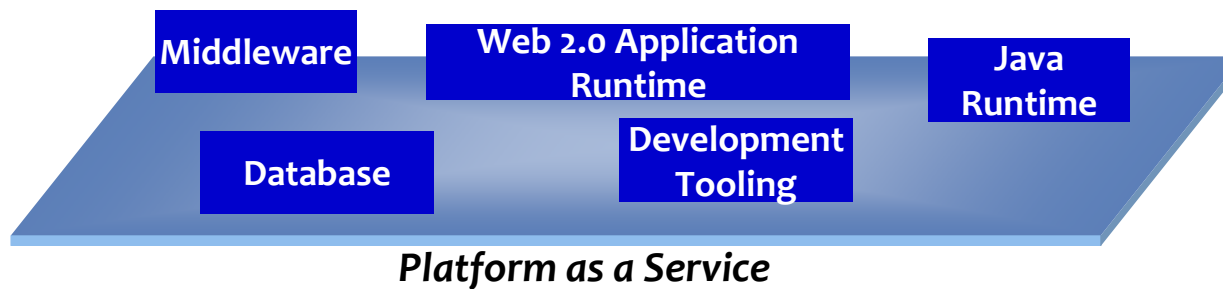 Middleware
Web 2.0 Application
Runtime
Java
Runtime
Database
Development
Tooling
Platform as a Service